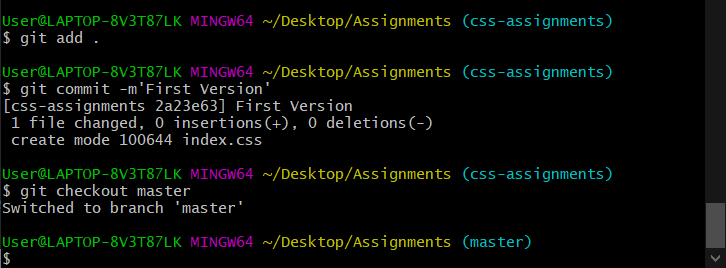 User@LAPTOP-8V3T87LK MINGW64 ~/Desktop/Assignments (css-assignments)
$ git add .
User@LAPTOP-8V3T87LK MINGW64 ~/Desktop/Assignments (css-assignments)
$ git commit -m'First Version'
[css-assignments 2a23e63] First Version
 1 file changed, 0 insertions(+), 0 deletions(-)
 create mode 100644 index.css
User@LAPTOP-8V3T87LK MINGW64 ~/Desktop/Assignments (css-assignments)
$ git checkout master
Switched to branch 'master'
User@LAPTOP-8V3T87LK MINGW64 ~/Desktop/Assignments (master)
$